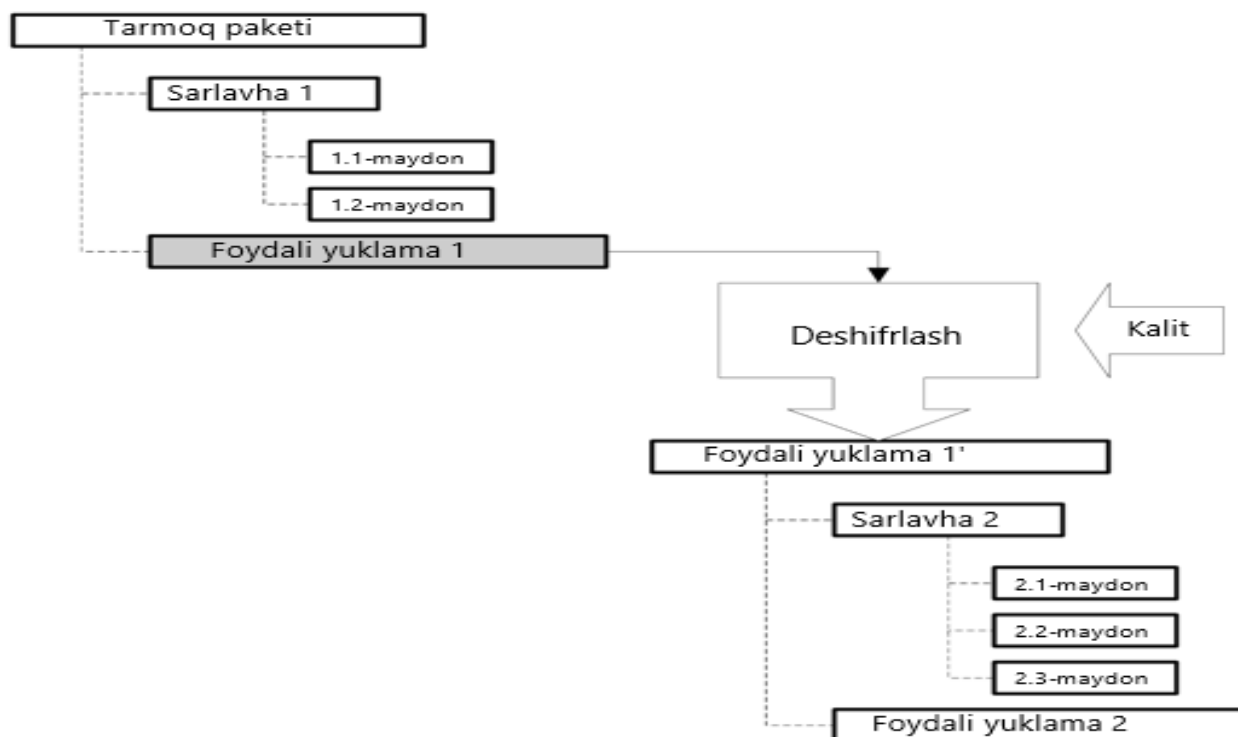 Tarmoq paketi
Sarlavha 1
1.1-maydon
1.2-maydon
Foydali yuklama 1
Deshifrlash
Kalit
Foydali yuklama 1'
Sarlavha 2
2.1-maydon
2.2-maydon
2.3-maydon
Foydali yuklama 2